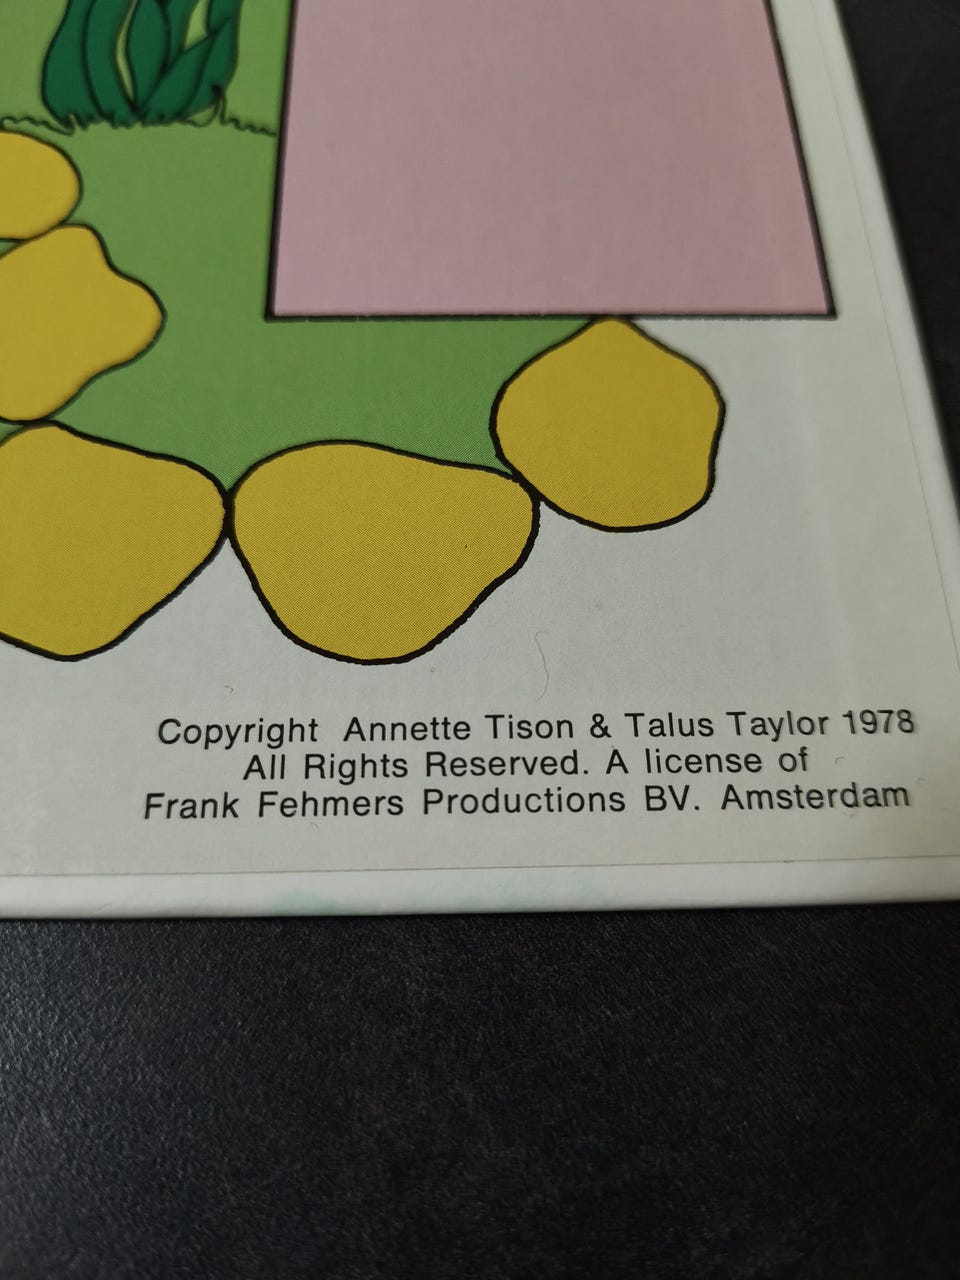 Copyright Annette Tison & Talus Taylor 1978
All Rights Reserved. A license of
Frank Fehmers Productions BV. Amsterdam